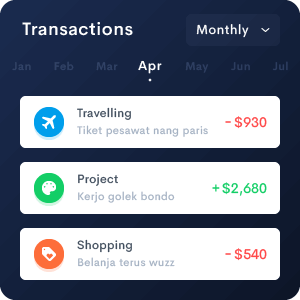 Transactions
Monthly
Jan Feb Mar Apr May Jun Jul
Travelling
Tiket pesawat nang paris
-$930
Project
Kerjo golek bondo
+$2,680
Shopping
Belanja terus wuzz
-$540